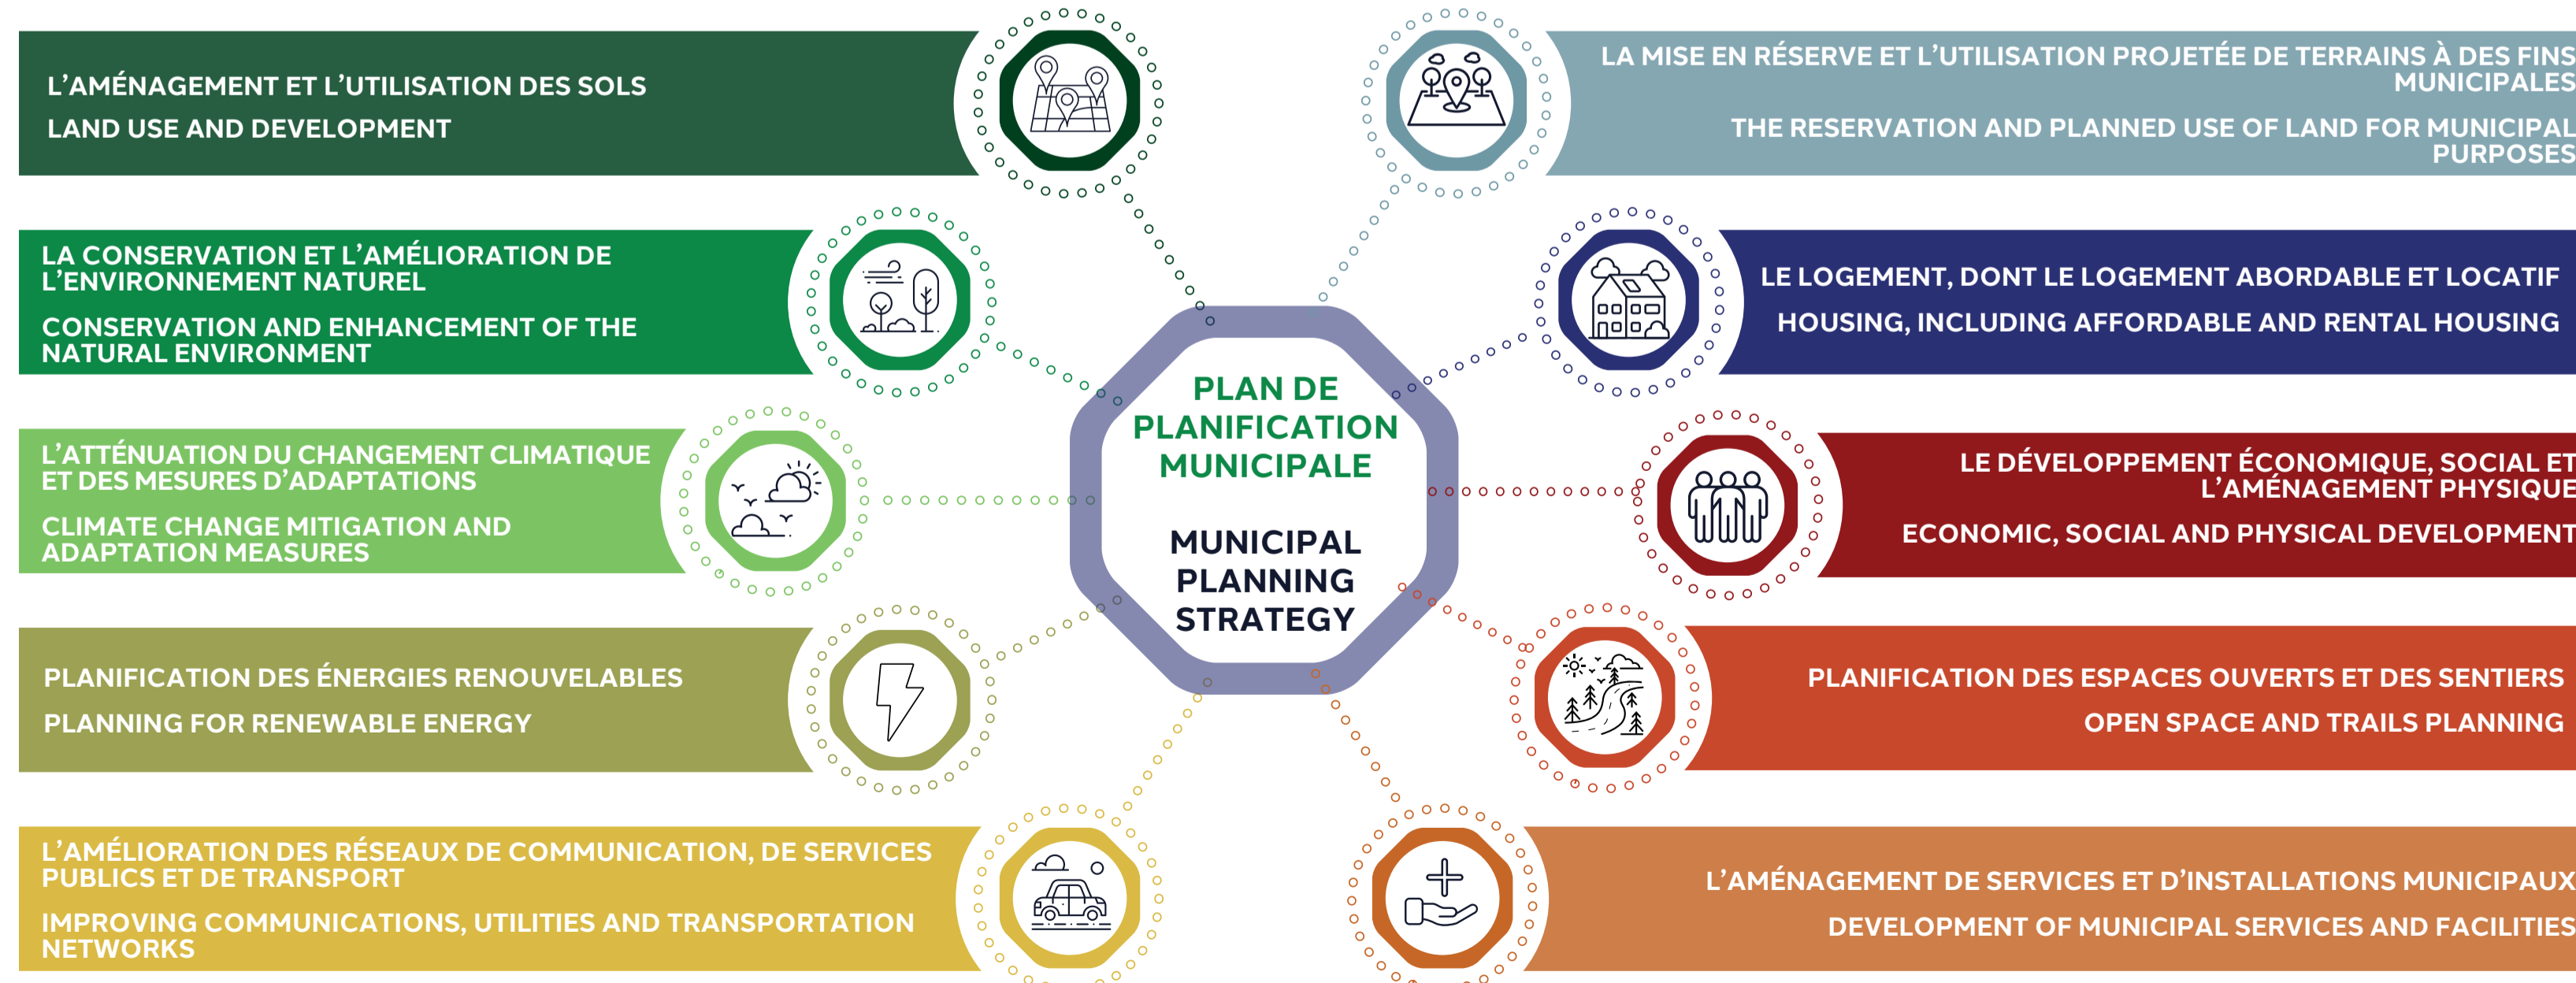 L'AMÉNAGEMENT ET L'UTILISATION DES SOLS
LAND USE AND DEVELOPMENT
LA CONSERVATION ET L'AMÉLIORATION DE
L'ENVIRONNEMENT NATUREL
CONSERVATION AND ENHANCEMENT OF THE
NATURAL ENVIRONMENT
L'ATTÉNUATION DU CHANGEMENT CLIMATIQUE
ET DES MESURES D'ADAPTATIONS
CLIMATE CHANGE MITIGATION AND
ADAPTATION MEASURES
PLANIFICATION DES ÉNERGIES RENOUVELABLES
PLANNING FOR RENEWABLE ENERGY
L'AMÉLIORATION DES RÉSEAUX DE COMMUNICATION, DE SERVICES
PUBLICS ET DE TRANSPORT
IMPROVING COMMUNICATIONS, UTILITIES AND TRANSPORTATION
NETWORKS
PLAN DE
PLANIFICATION
MUNICIPALE
MUNICIPAL
PLANNING
STRATEGY
LA MISE EN RÉSERVE ET L'UTILISATION PROJETÉE DE TERRAINS À DES FINS
MUNICIPALES
THE RESERVATION AND PLANNED USE OF LAND FOR MUNICIPAL
PURPOSES
LE LOGEMENT, DONT LE LOGEMENT ABORDABLE ET LOCATIF
HOUSING, INCLUDING AFFORDABLE AND RENTAL HOUSING
LE DÉVELOPPEMENT ÉCONOMIQUE, SOCIAL ET
L'AMÉNAGEMENT PHYSIQUE
ECONOMIC, SOCIAL AND PHYSICAL DEVELOPMENT
PLANIFICATION DES ESPACES OUVERTS ET DES SENTIERS
OPEN SPACE AND TRAILS PLANNING
L'AMÉNAGEMENT DE SERVICES ET D'INSTALLATIONS MUNICIPAUX
DEVELOPMENT OF MUNICIPAL SERVICES AND FACILITIES